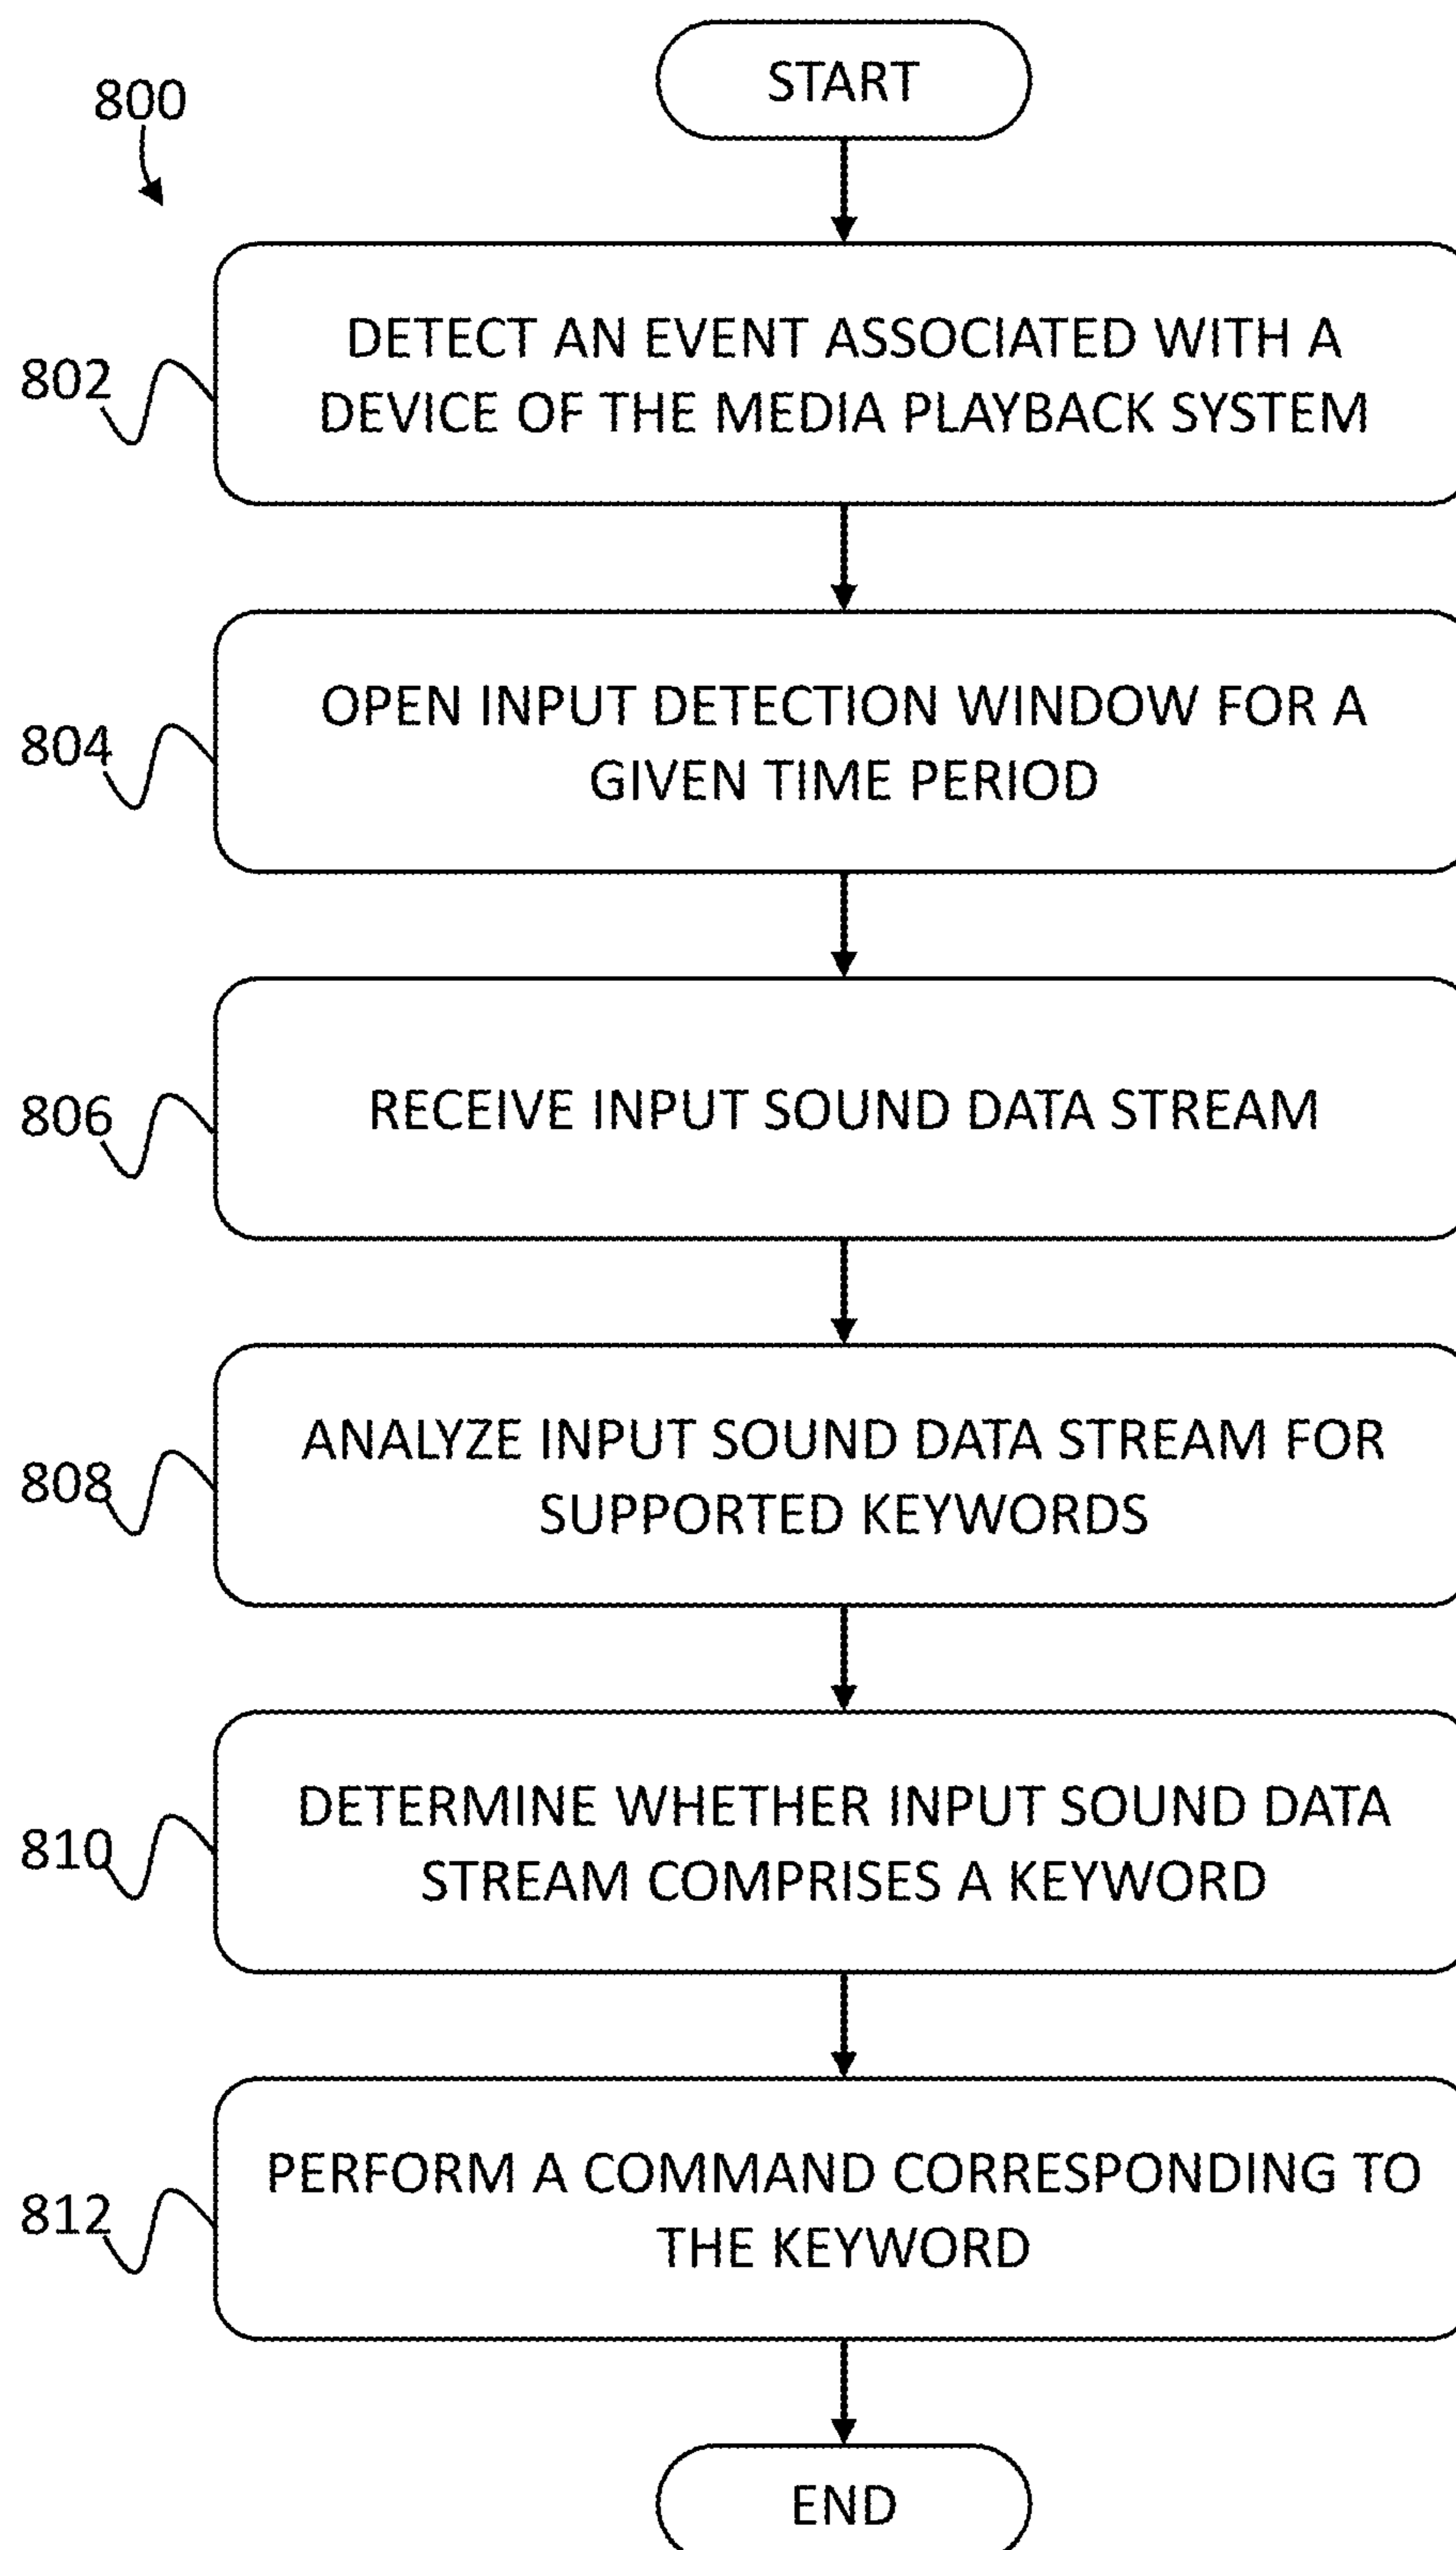 START
800
DETECT AN EVENT ASSOCIATED WITH A
DEVICE OF THE MEDIA PLAYBACK SYSTEM
802
OPEN INPUT DETECTION WINDOW FOR A
GIVEN TIME PERIOD
804
RECEIVE INPUT SOUND DATA STREAM
806
ANALYZE INPUT SOUND DATA STREAM FOR
SUPPORTED KEYWORDS
808
DETERMINE WHETHER INPUT SOUND DATA
STREAM COMPRISES A KEYWORD
810
PERFORM A COMMAND CORRESPONDING TO
THE KEYWORD
812
END